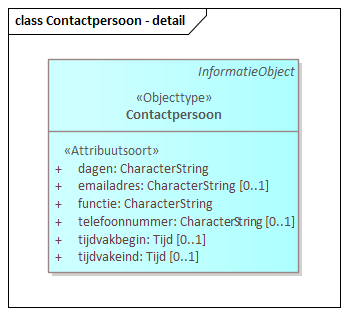 class Contactpersoon - detail
InformatieObject
«Objecttype»
Contactpersoon
«Attribuutsoort»
+ dagen: CharacterString
+ emailadres: CharacterString [0..1]
+ functie: CharacterString
+ telefoonnummer: CharacterString [0..1]
+ tijdvakbegin: Tijd [0..1]
+ tijdvakeind: Tijd [0..1]